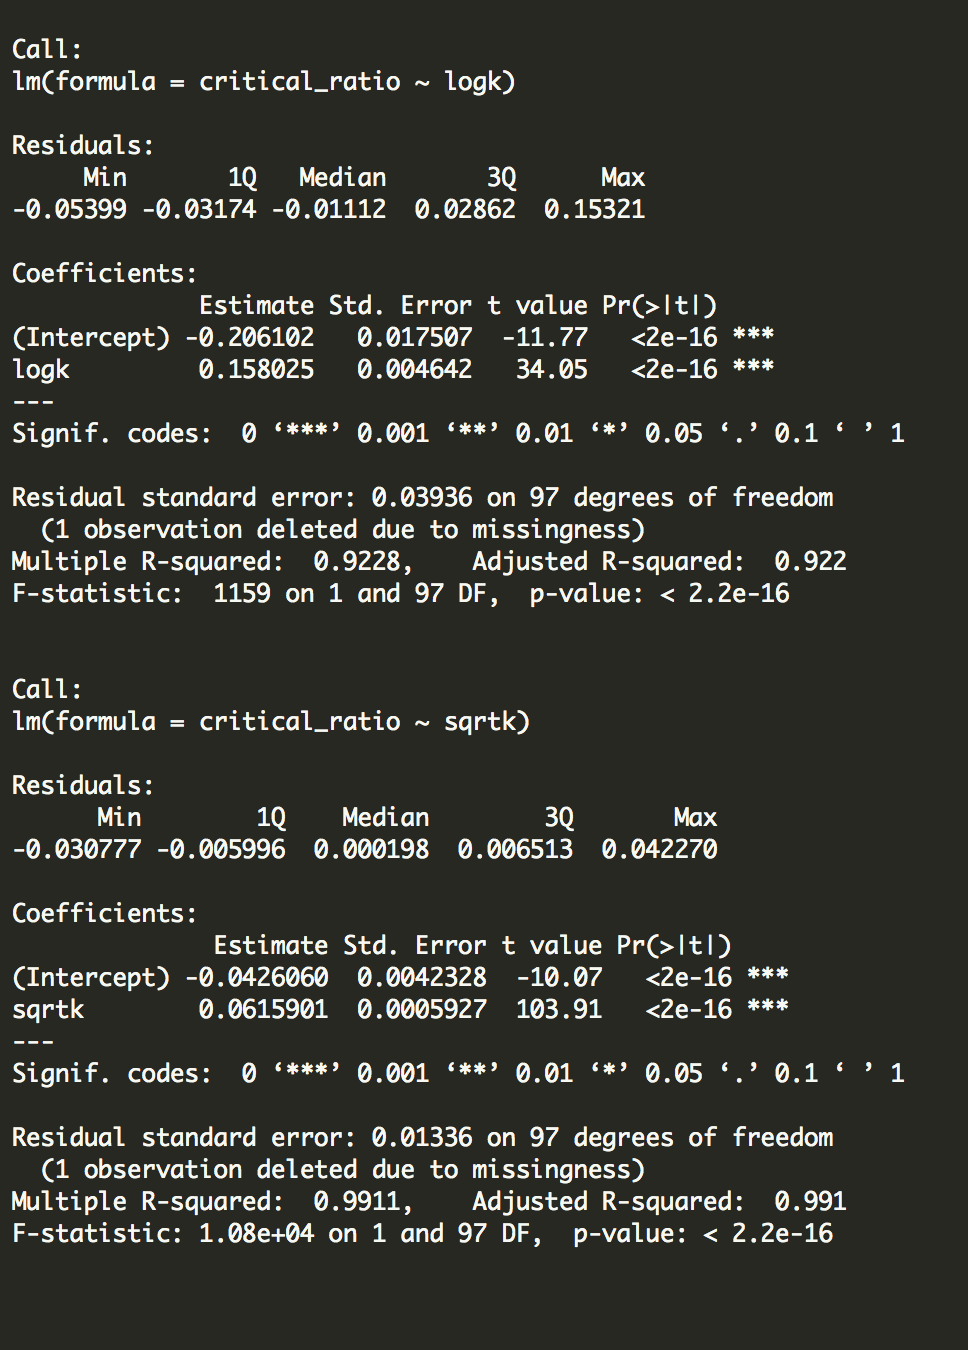 Call:
lm(formula = critical_ratio ~ logk)
Residuals:
     Min       1Q   Median       3Q      Max
-0.05399 -0.03174 -0.01112  0.02862  0.15321
Coefficients:
             Estimate Std. Error t value Pr(>|t|)
(Intercept) -0.206102   0.017507  -11.77   <2e-16 ***
logk         0.158025   0.004642   34.05   <2e-16 ***
---
Signif. codes:  0 ‘***’ 0.001 ‘**’ 0.01 ‘*’ 0.05 ‘.’ 0.1 ‘ ’ 1
Residual standard error: 0.03936 on 97 degrees of freedom
  (1 observation deleted due to missingness)
Multiple R-squared:  0.9228,    Adjusted R-squared:  0.922
F-statistic:  1159 on 1 and 97 DF,  p-value: < 2.2e-16
Call:
lm(formula = critical_ratio ~ sqrtk)
Residuals:
      Min        1Q    Median        3Q       Max
-0.030777 -0.005996  0.000198  0.006513  0.042270
Coefficients:
              Estimate Std. Error t value Pr(>|t|)
(Intercept) -0.0426060  0.0042328  -10.07   <2e-16 ***
sqrtk        0.0615901  0.0005927  103.91   <2e-16 ***
---
Signif. codes:  0 ‘***’ 0.001 ‘**’ 0.01 ‘*’ 0.05 ‘.’ 0.1 ‘ ’ 1
Residual standard error: 0.01336 on 97 degrees of freedom
  (1 observation deleted due to missingness)
Multiple R-squared:  0.9911,    Adjusted R-squared:  0.991
F-statistic: 1.08e+04 on 1 and 97 DF,  p-value: < 2.2e-16